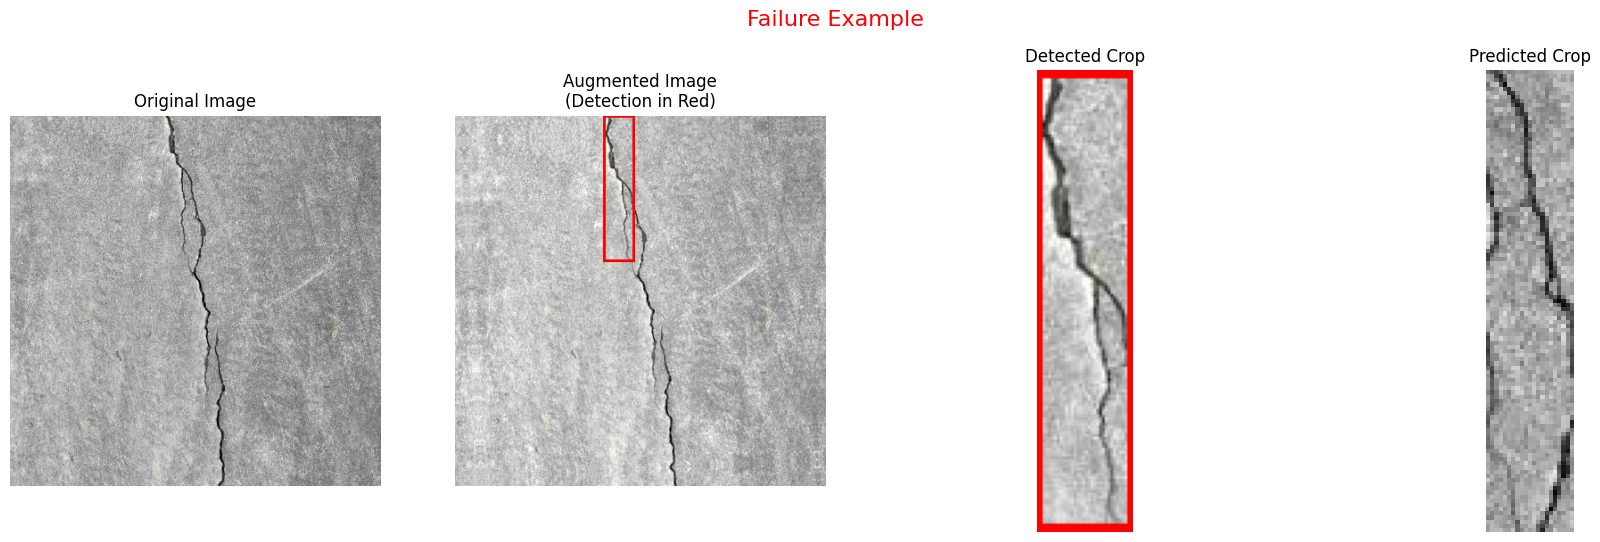 Failure Example
Original Image
Augmented Image
(Detection in Red)
Detected Crop
Predicted Crop